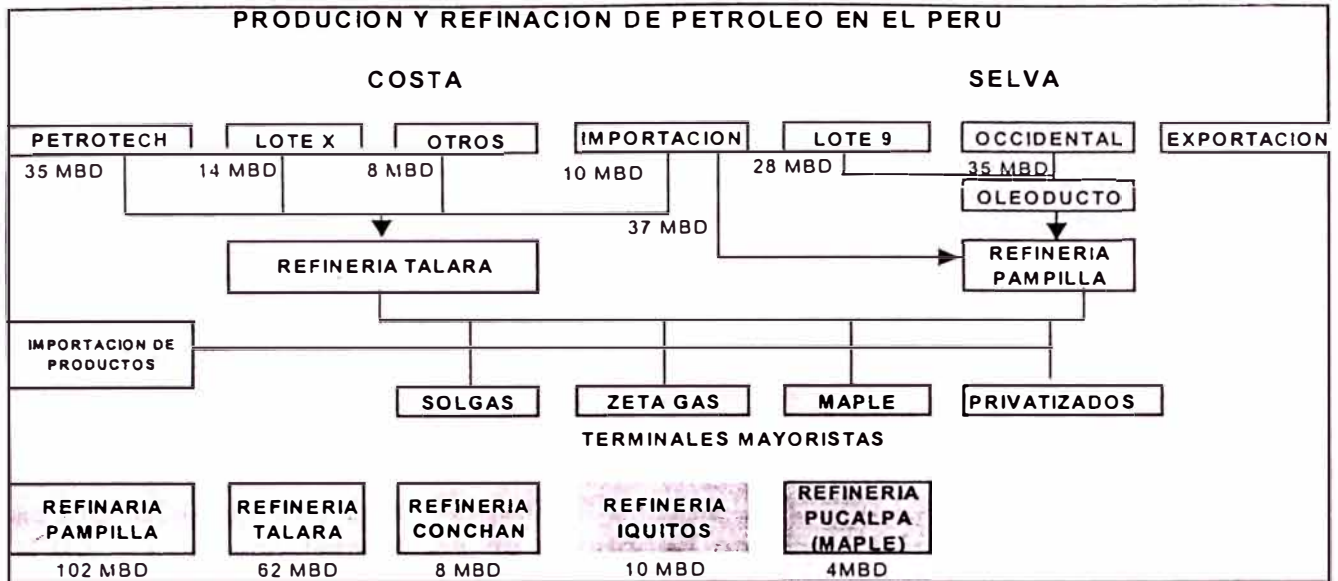 PRODUCION Y REFINACION DE PETROLEO EN EL PERU
COSTA SELVA
PETROTECH LOTE X OTROS IMPORTACION LOTE 9 OCCIDENTAL EXPORTACION
35 MBD 14 MBD 8 MBD 10 MBD 28 MBD 35 MBD
OLEODUCTO
37 MBD
REFINERIA TALARA
REFINERIA
PAMPILLA
IMPORTACION DE
PRODUCTOS
SOLGAS ZETA GAS MAPLE PRIVATIZADOS
TERMINALES MAYORISTAS
REFINARIA
PAMPILLA
102 MBD
REFINERIA
TALARA
62 MBD
REFINERIA
CONCHAN
8 MBD
REFINERIA
IQUITOS
10 MBD
REFINERIA
PUCALPA
(MAPLE)
4MBD